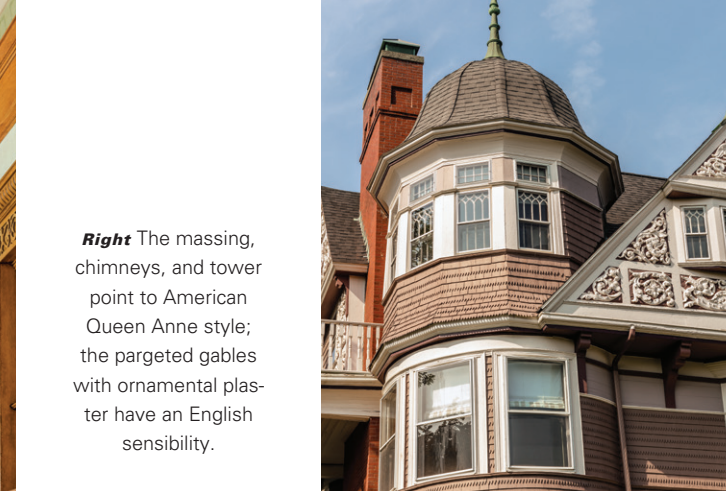 Right The massing,
chimneys, and tower
point to American
Queen Anne style;
the pargeted gables
with ornamental plas-
ter have an English
sensibility.